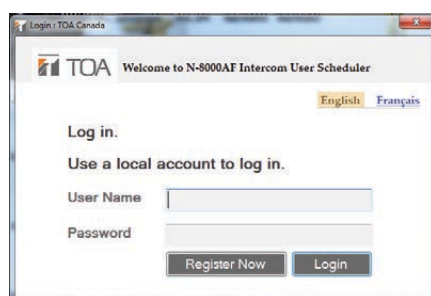 Login : TOA Canada
TOA Welcome to N-8000AF Intercom User Scheduler
English Français
Log in.
Use a local account to log in.
User Name
Password
Register Now Login